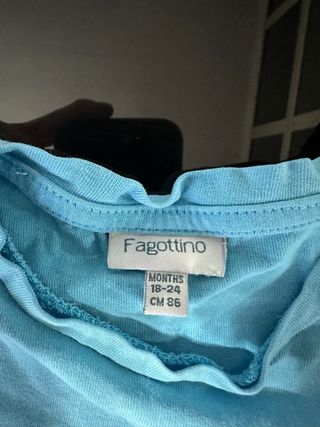 Fagottino
MONTHS
18-24
CM 86